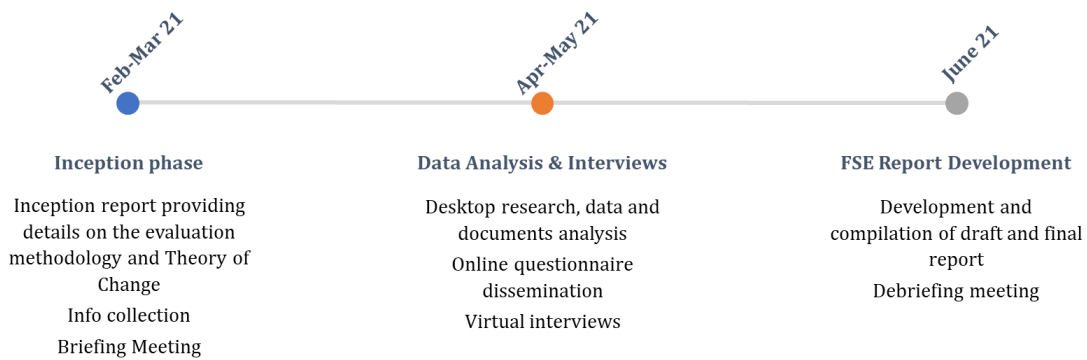 Feb-Mar 21
Apr-May 21
June 21
Inception phase
Inception report providing
details on the evaluation
methodology and Theory of
Change
Info collection
Briefing Meeting
Data Analysis & Interviews
Desktop research, data and
documents analysis
Online questionnaire
dissemination
Virtual interviews
FSE Report Development
Development and
compilation of draft and final
report
Debriefing meeting